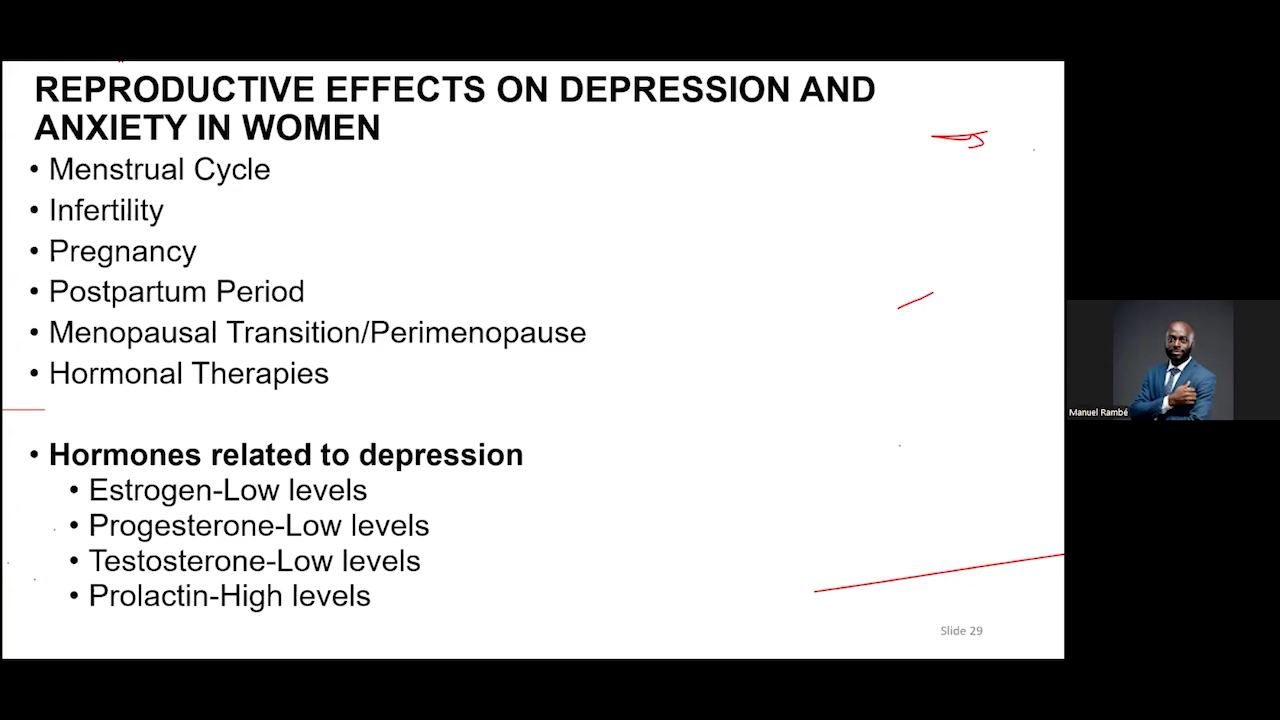 REPRODUCTIVE EFFECTS ON DEPRESSION AND
ANXIETY IN WOMEN
• Menstrual Cycle
• Infertility
• Pregnancy
• Postpartum Period
• Menopausal Transition/Perimenopause
• Hormonal Therapies
• Hormones related to depression
• Estrogen-Low levels
• Progesterone-Low levels
• Testosterone-Low levels
• Prolactin-High levels
Slide 29
Manuel Rambé